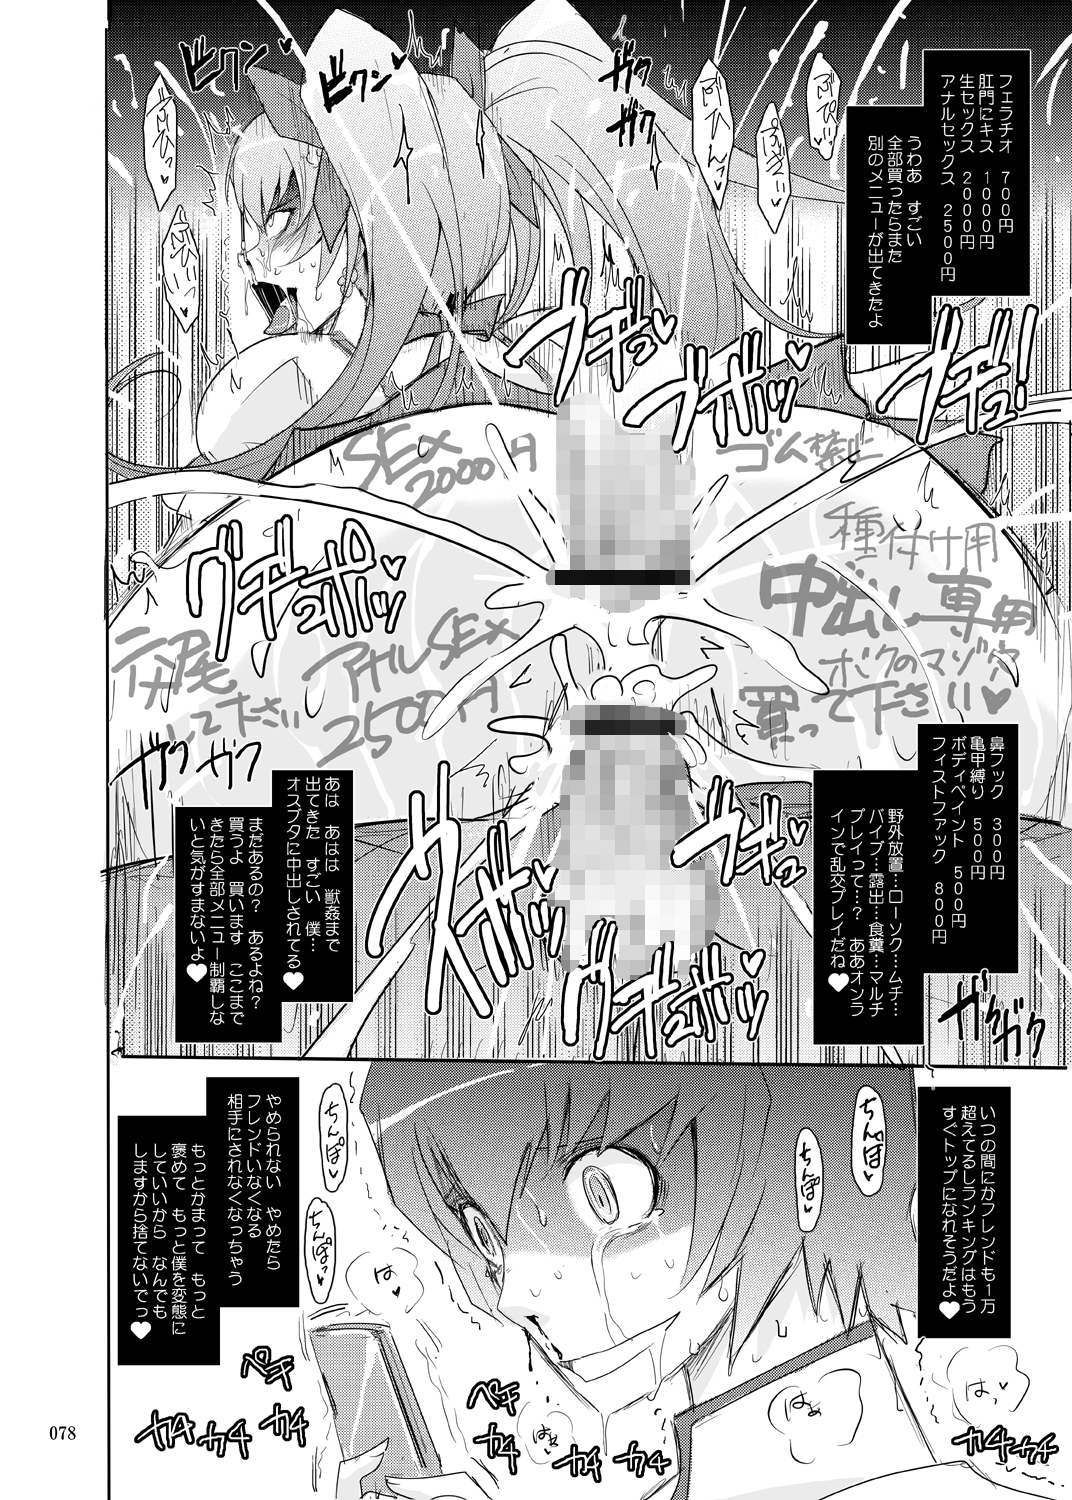 フェラチオ 700円
肛門にキス 1000円
生セックス 2000円
アナルセックス 2500円
うわあ すごい
全部買ったらまた
別のメニューが出てきたよ
ビクン♥
ビクンッ♥
ガク
ガクッ
ブギュ♥
ブボッ♥
ブギュ!
SEX
2000円
ゴム禁止
種付け用
中出し専用
ボクのマゾ穴
買って下さい♥
アナルSEX
2500円
して下さい
ガク
ガク
鼻フック 300円
亀甲縛り 500円
ボディペイント 500円
フィストファック 800円
野外放置…ローソク…ムチ…
バイブ…露出…食糞…マルチ
プレイって…? ああオンラ
インで乱交プレイだね♥
あは あはは 獣姦まで
出てきた すごい 僕…
オスブタに中出しされてる♥
まだあるの? あるよね?
買うよ 買います ここまで
きたら全部メニュー制覇しな
いと気がすまないよ♥
ガク
ガク
いつの間にかフレンドも1万
超えてるしランキングはもう
すぐトップになれそうだよ♥
ちんぽ♥
ちんぽ♥
ちんぽ♥
ちんぽっ♥
やめられない やめたら
フレンドいなくなる
相手にされなくなっちゃう
もっとかまって もっと
褒めて もっと僕を変態に
していいから なんでも
しますから捨てないでっ♥
は♥
はっ♥
はぁ♥
はぁ♥
ペチ
ペチ
カチ
カチ
カチ
カチ
カチ
カチ
カチ
078